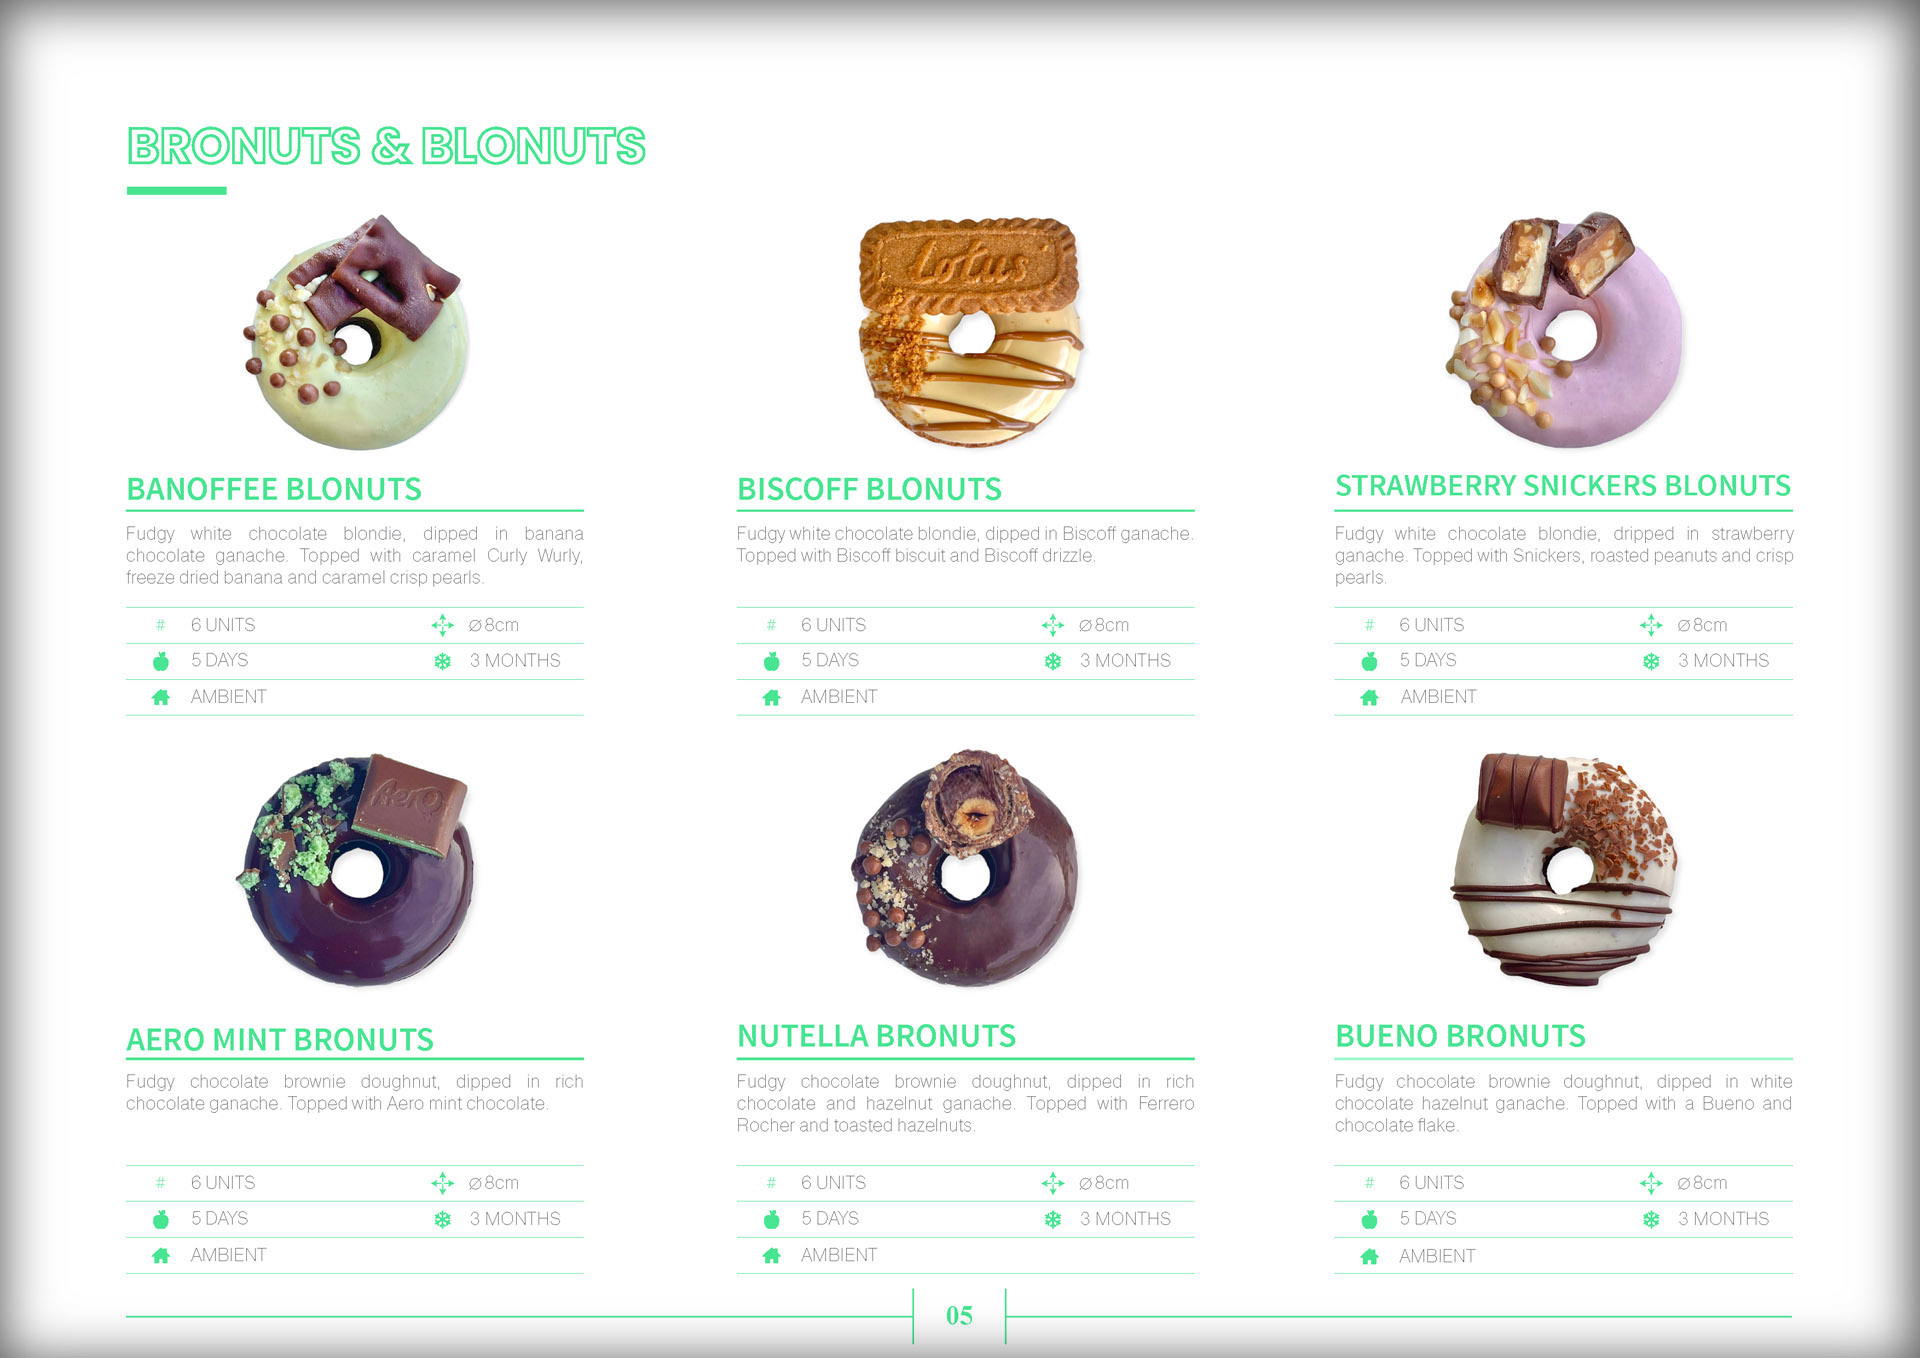 BRONUTS & BLONUTS
Lotus
BANOFFEE BLONUTS
Fudgy white chocolate blondie, dipped in banana
chocolate ganache. Topped with caramel Curly Wurly,
freeze dried banana and caramel crisp pearls.
# 6 UNITS ∅8cm
5 DAYS 3 MONTHS
AMBIENT
BISCOFF BLONUTS
Fudgy white chocolate blondie, dipped in Biscoff ganache.
Topped with Biscoff biscuit and Biscoff drizzle.
# 6 UNITS ∅8cm
5 DAYS 3 MONTHS
AMBIENT
STRAWBERRY SNICKERS BLONUTS
Fudgy white chocolate blondie, dripped in strawberry
ganache. Topped with Snickers, roasted peanuts and crisp
pearls.
# 6 UNITS ∅8cm
5 DAYS 3 MONTHS
AMBIENT
Aero
AERO MINT BRONUTS
Fudgy chocolate brownie doughnut, dipped in rich
chocolate ganache. Topped with Aero mint chocolate.
# 6 UNITS ∅8cm
5 DAYS 3 MONTHS
AMBIENT
NUTELLA BRONUTS
Fudgy chocolate brownie doughnut, dipped in rich
chocolate and hazelnut ganache. Topped with Ferrero
Rocher and toasted hazelnuts.
# 6 UNITS ∅8cm
5 DAYS 3 MONTHS
AMBIENT
BUENO BRONUTS
Fudgy chocolate brownie doughnut, dipped in white
chocolate hazelnut ganache. Topped with a Bueno and
chocolate flake.
# 6 UNITS ∅8cm
5 DAYS 3 MONTHS
AMBIENT
05